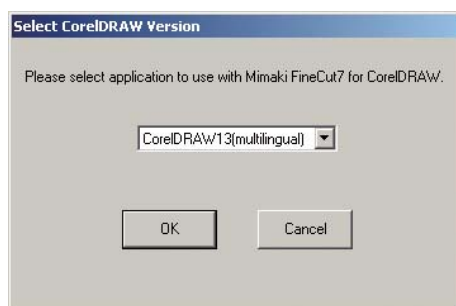 Select CorelDRAW Version
Please select application to use with Mimaki FineCut7 for CorelDRAW.
CorelDRAW13(multilingual)
OK Cancel